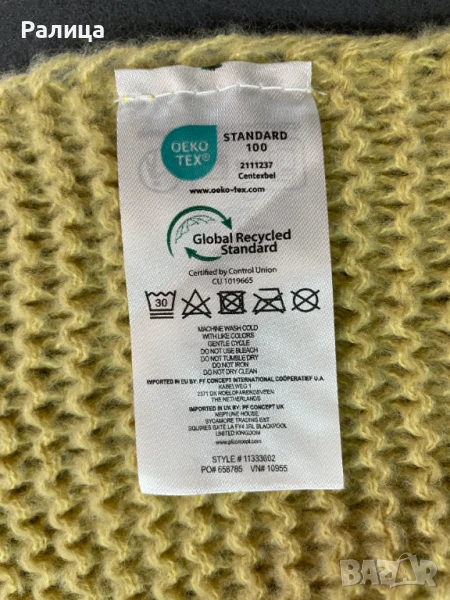 Ралица
OEKO
TEX®
STANDARD
100
2111237
Centexbel
www.oeko-tex.com
Global Recycled
Standard
Certified by Control Union
CU 1019665
30
MACHINE WASH COLD
WITH LIKE COLORS
GENTLE CYCLE
DO NOT USE BLEACH
DO NOT TUMBLE DRY
DO NOT IRON
DO NOT DRY CLEAN
IMPORTED IN EU BY: PF CONCEPT INTERNATIONAL COÖPERATIEF U.A.
KABELWEG 1
2371 DX ROELOFARENDSVEEN
THE NETHERLANDS
IMPORTED IN UK BY: PF CONCEPT UK
NEPTUNE HOUSE
SYCAMORE TRADING EST
SQUIRES GATE LA FY4 3RL BLACKPOOL
UNITED KINGDOM
www.pfconcept.com
STYLE # 11333602
PO# 658785 VN# 10955
BAZAR